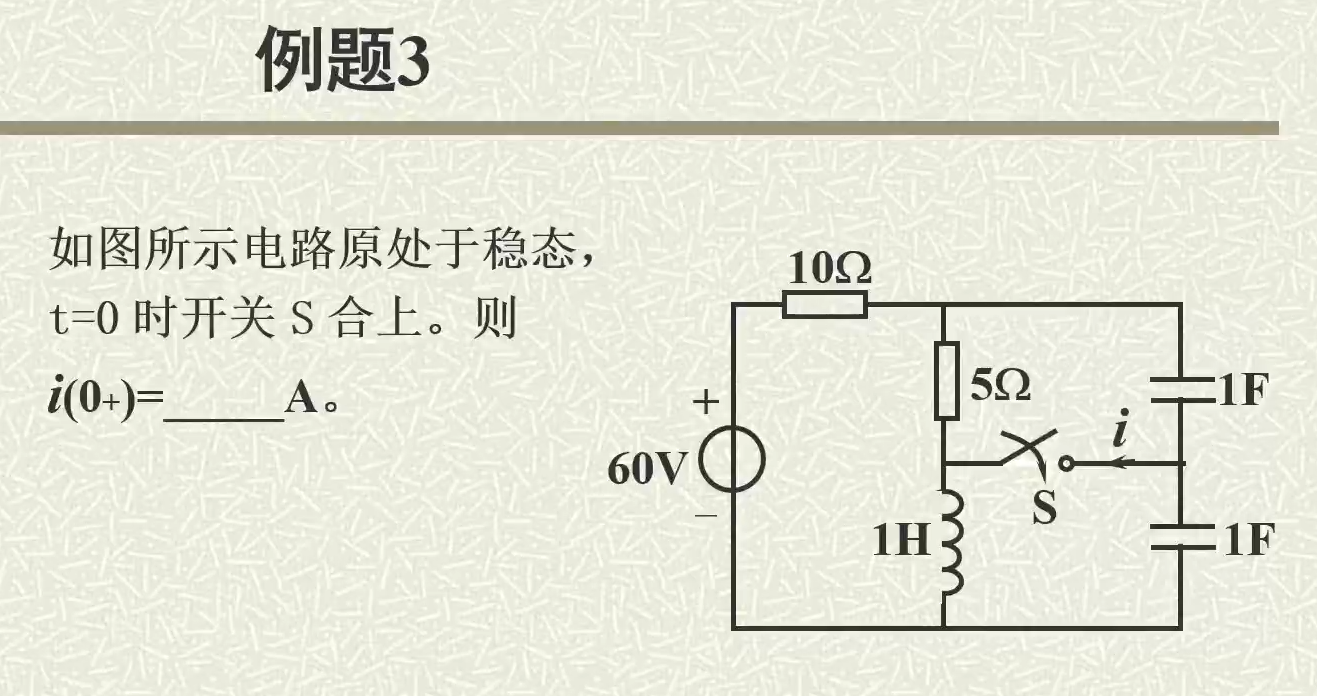 例题3
如图所示电路原处于稳态，
t=0 时开关 S 合上。则
i(0+)=_____A。
10Ω
5Ω
1F
+
i
60V
S
−
1H
1F